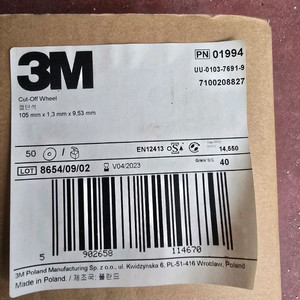 3M
PN 01994
UU-0103-7691-9
7100208827
Cut-Off Wheel
절단석
105 mm x 1,3 mm x 9,53 mm
50
EN12413
14,550
LOT 8654/09/02
V04/2023
40
5 902658 114670
3M Poland Manufacturing Sp. z o.o., ul. Kwidzynska 6, PL-51-416 Wroclaw, Poland
Made in Poland. / 제조국: 폴란드